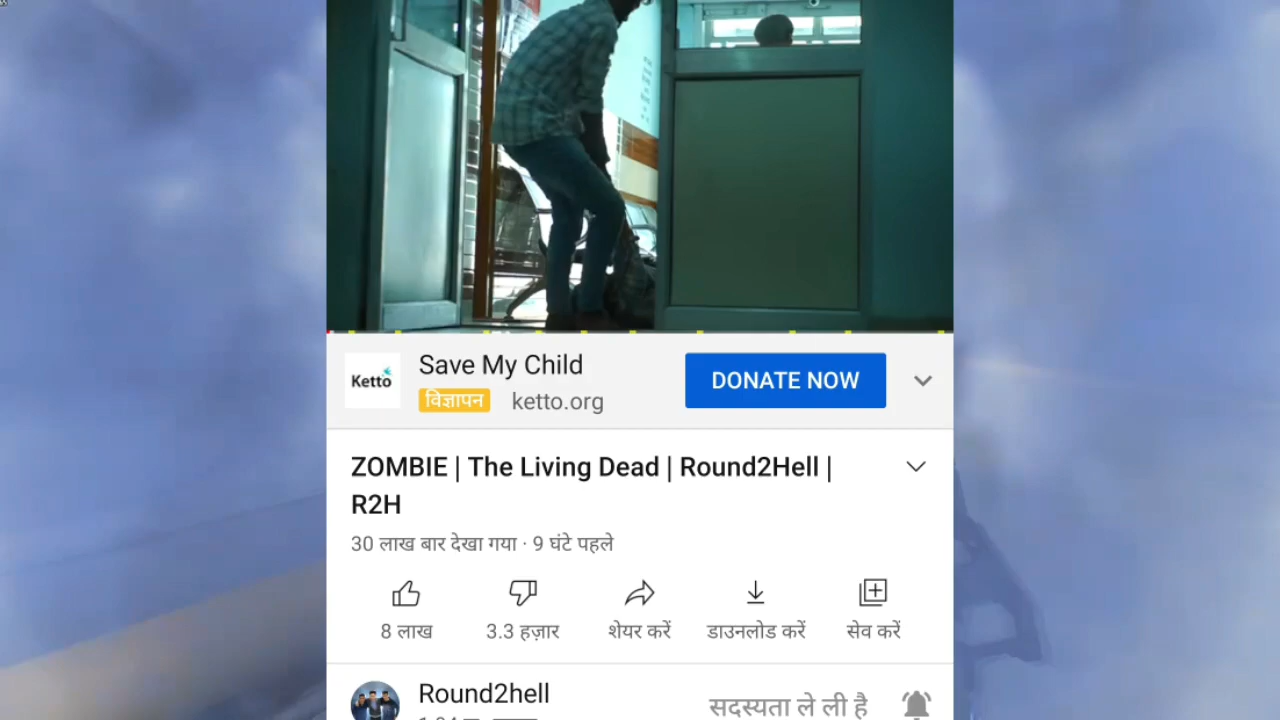 Ketto
Save My Child
विज्ञापन ketto.org
DONATE NOW
ZOMBIE | The Living Dead | Round2Hell |
R2H
30 लाख बार देखा गया · 9 घंटे पहले
8 लाख
3.3 हज़ार
शेयर करें
डाउनलोड करें
सेव करें
Round2hell
सदस्यता ले ली है